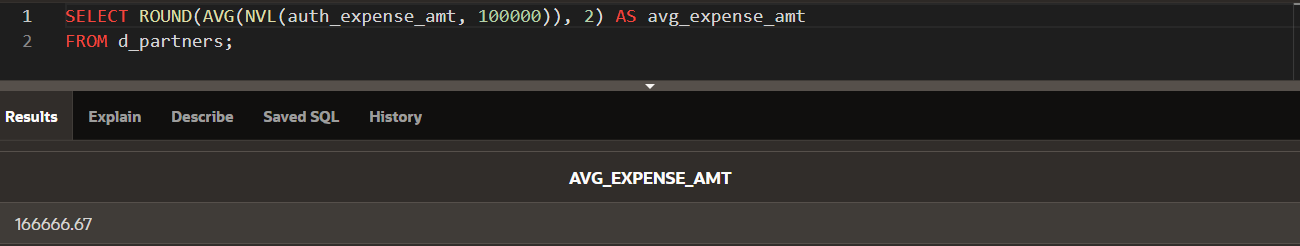 1 SELECT ROUND(AVG(NVL(auth_expense_amt, 100000)), 2) AS avg_expense_amt
2 FROM d_partners;
Results Explain Describe Saved SQL History
AVG_EXPENSE_AMT
166666.67